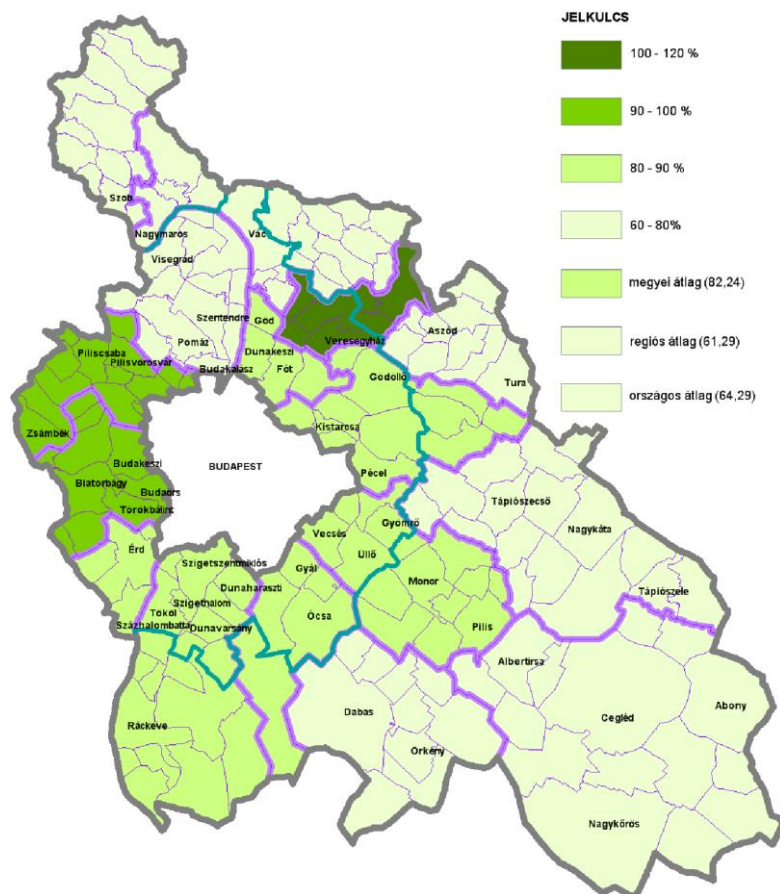 JELKULCS
100 - 120 %
90 - 100 %
80 - 90 %
60 - 80%
megyei átlag (82,24)
regiós átlag (61,29)
országos átlag (64,29)
Szob
Nagymaros
Visegrád
Vác
Szentendre
Göd
Veresegyház
Aszód
Pomáz
Dunakeszi
Piliscsaba
Pilisvörösvár
Budakalász
Fót
Gödöllő
Tura
Zsámbék
Kistarcsa
Budakeszi
BUDAPEST
Biatorbágy
Pécel
Budaörs
Törökbálint
Tápiószecső
Gyömrő
Nagykáta
Vecsés
Érd
Üllő
Szigetszentmiklós
Gyál
Monor
Dunaharaszti
Tápiószele
Szigethalom
Tököl
Ócsa
Százhalombatta
Dunavarsány
Pilis
Albertirsa
Ráckeve
Dabas
Cegléd
Abony
Örkény
Nagykőrös